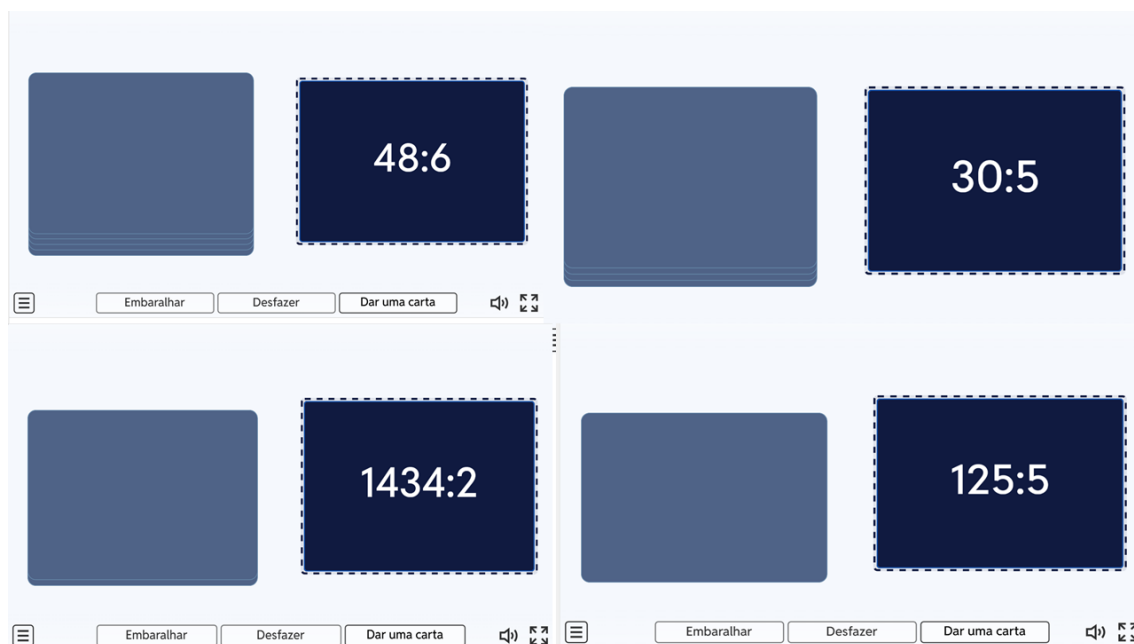 48:6
30:5
Embaralhar
Desfazer
Dar uma carta
1434:2
125:5
Embaralhar
Desfazer
Dar uma carta
Embaralhar
Desfazer
Dar uma carta